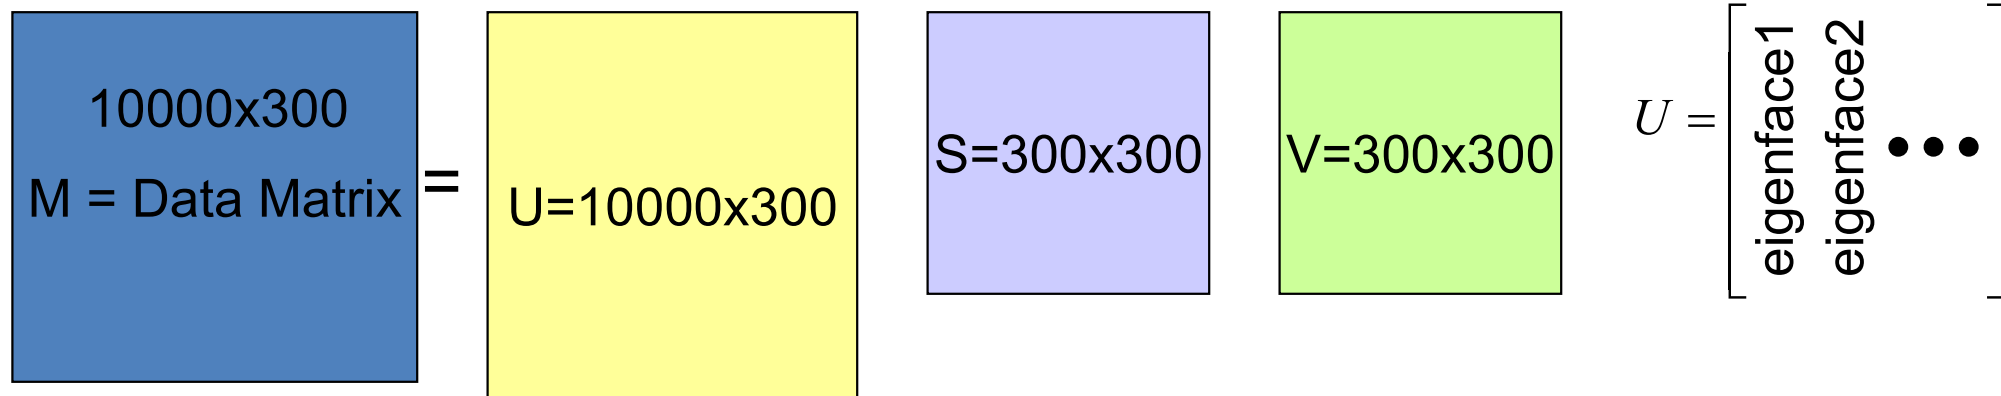 10000x300
M = Data Matrix
=
U=10000x300
S=300x300
V=300x300
U =
eigenface1
eigenface2
•••